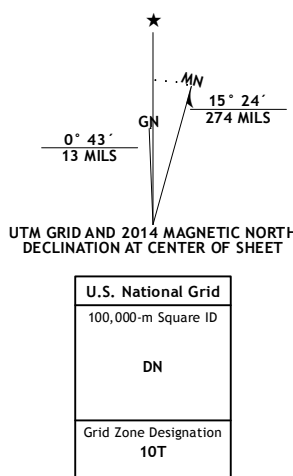 ★
MN
GN
15° 24´
274 MILS
0° 43´
13 MILS
UTM GRID AND 2014 MAGNETIC NORTH
DECLINATION AT CENTER OF SHEET
U.S. National Grid
100,000-m Square ID
DN
Grid Zone Designation
10T